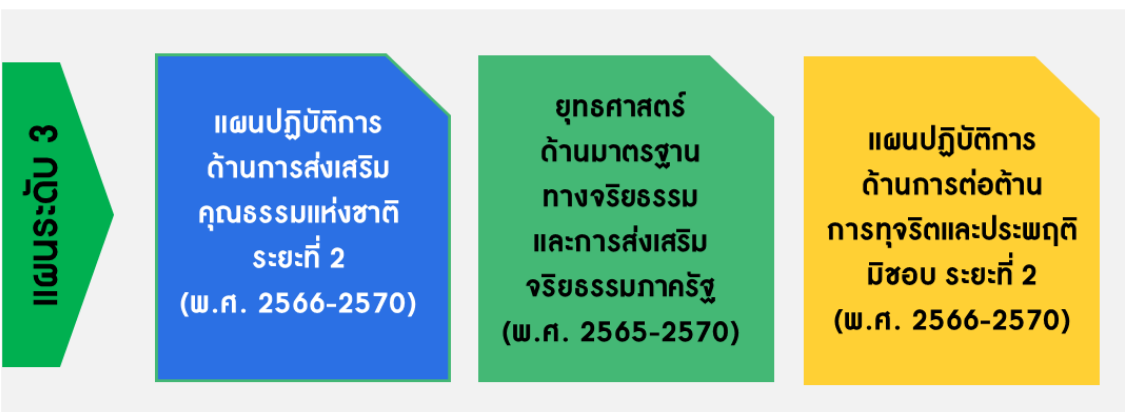 แผนระดับ 3
แผนปฏิบัติการ
ด้านการส่งเสริม
คุณธรรมแห่งชาติ
ระยะที่ 2
(พ.ศ. 2566-2570)
ยุทธศาสตร์
ด้านมาตรฐาน
ทางจริยธรรม
และการส่งเสริม
จริยธรรมภาครัฐ
(พ.ศ. 2565-2570)
แผนปฏิบัติการ
ด้านการต่อต้าน
การทุจริตและประพฤติ
มิชอบ ระยะที่ 2
(พ.ศ. 2566-2570)